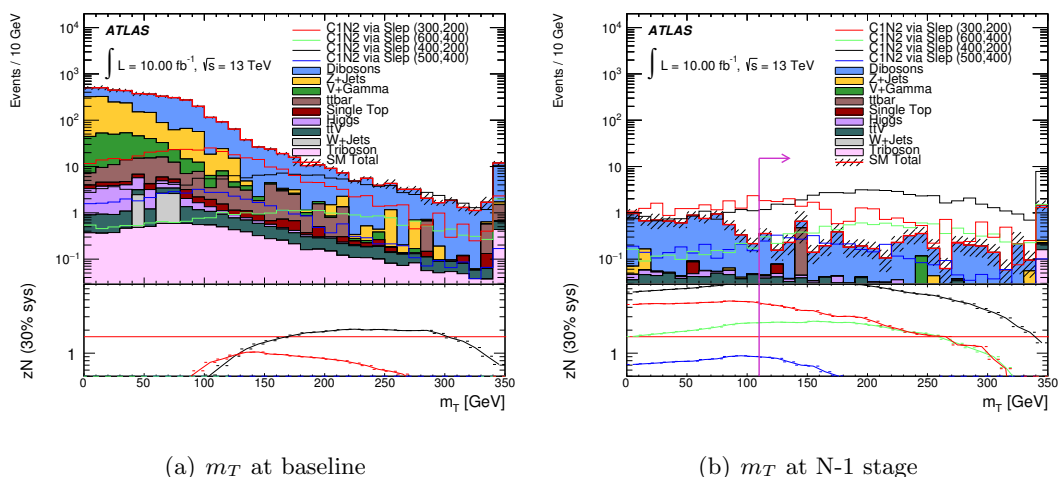 ATLAS
∫ L = 10.00 fb⁻¹, √s = 13 TeV
C1N2 via Slep (300,200)
C1N2 via Slep (600,400)
C1N2 via Slep (400,200)
C1N2 via Slep (500,400)
Dibosons
Z+Jets
V+Gamma
ttbar
Single Top
Higgs
ttV
W+Jets
Triboson
SM Total
Events / 10 GeV
10⁴
10³
10²
10
1
10⁻¹
zN (30% sys)
1
0 50 100 150 200 250 300 350
m_T [GeV]
(a) m_T at baseline
ATLAS
∫ L = 10.00 fb⁻¹, √s = 13 TeV
C1N2 via Slep (300,200)
C1N2 via Slep (600,400)
C1N2 via Slep (400,200)
C1N2 via Slep (500,400)
Dibosons
Z+Jets
V+Gamma
ttbar
Single Top
Higgs
ttV
W+Jets
Triboson
SM Total
Events / 10 GeV
10⁴
10³
10²
10
1
10⁻¹
zN (30% sys)
1
0 50 100 150 200 250 300 350
m_T [GeV]
(b) m_T at N-1 stage